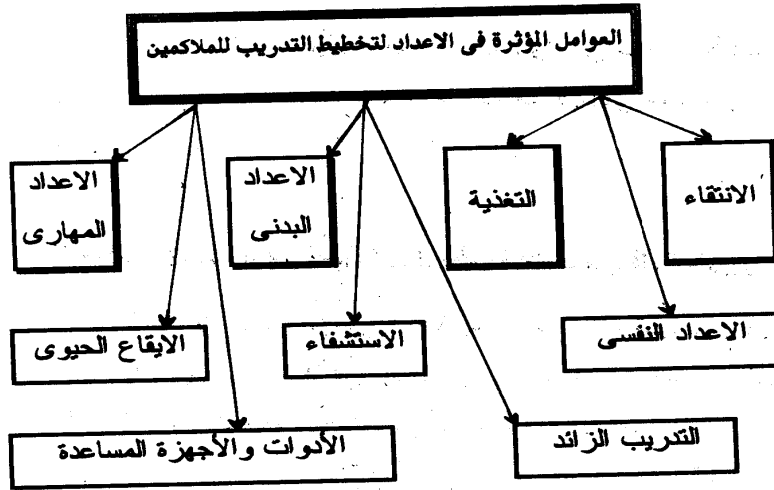 العوامل المؤثرة فى الاعداد لتخطيط التدريب للملاكمين
الانتقاء
التغذية
الاعداد
البدنى
الاعداد
المهارى
الاعداد النفسى
الاستشفاء
الايقاع الحيوى
التدريب الزائد
الأدوات والأجهزة المساعدة